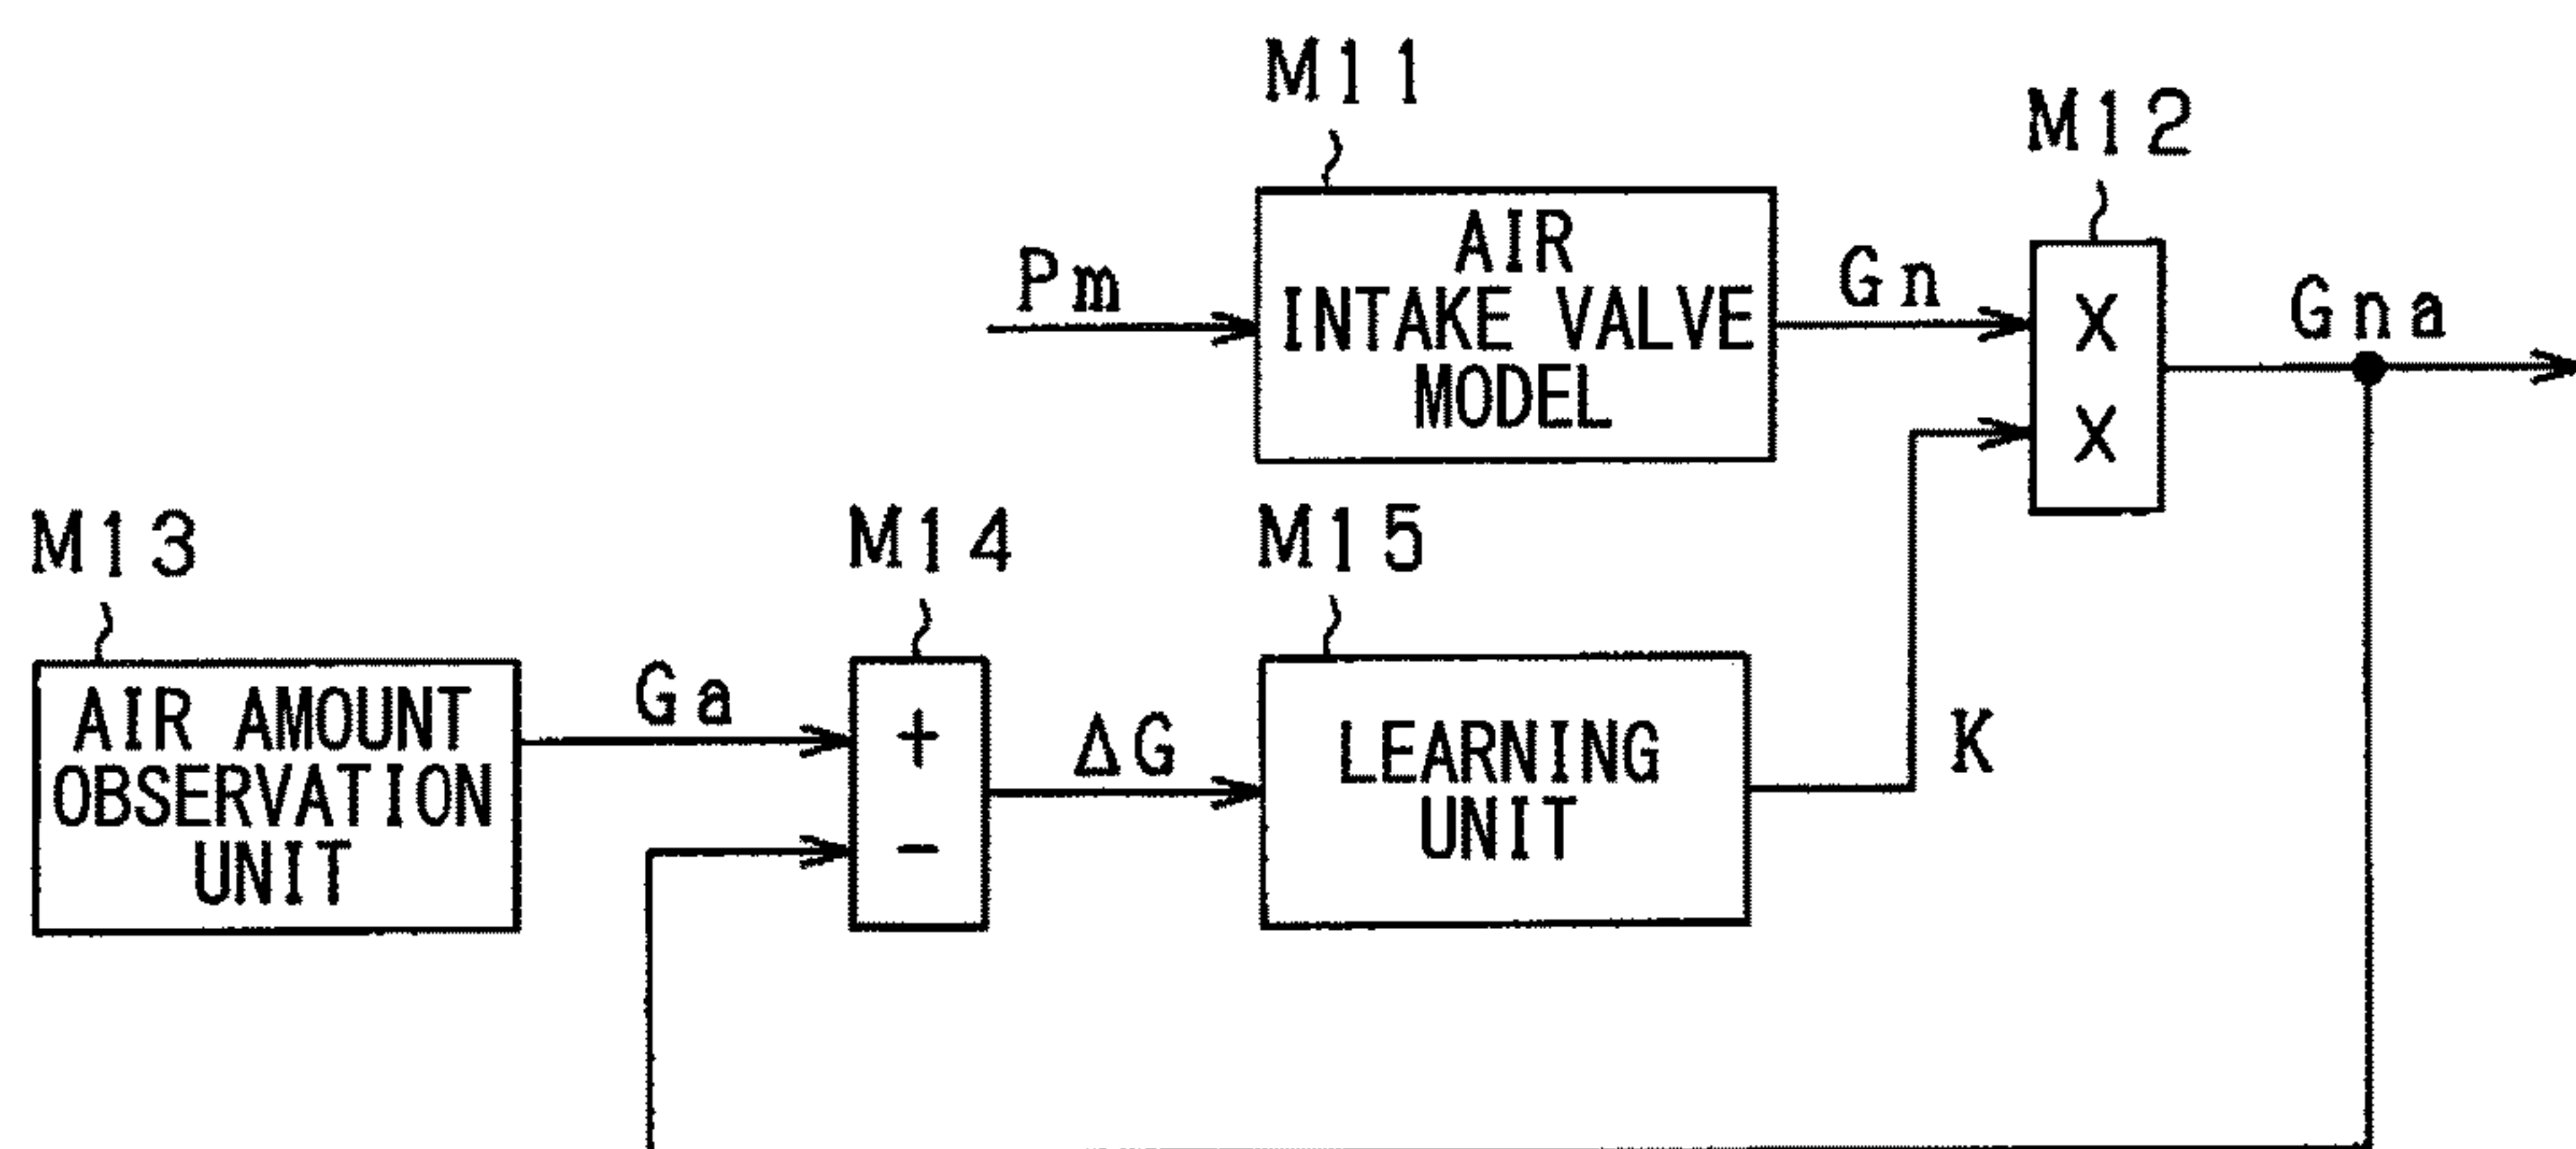 M11
M12
AIR
INTAKE VALVE
MODEL
Pm
Gn
Gna
X
X
M13
M14
M15
AIR AMOUNT
OBSERVATION
UNIT
Ga
+
-
ΔG
LEARNING
UNIT
K